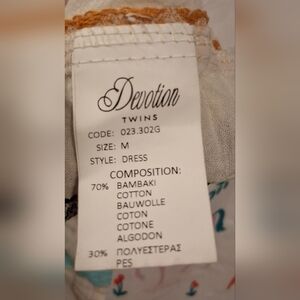 Devotion
TWINS
CODE: 023.302G
SIZE: M
STYLE: DRESS
COMPOSITION:
70% BAMBAKI
COTTON
BAUWOLLE
COTON
COTONE
ALGODON
30% ΠΟΛΥΕΣΤΕΡΑΣ
PES